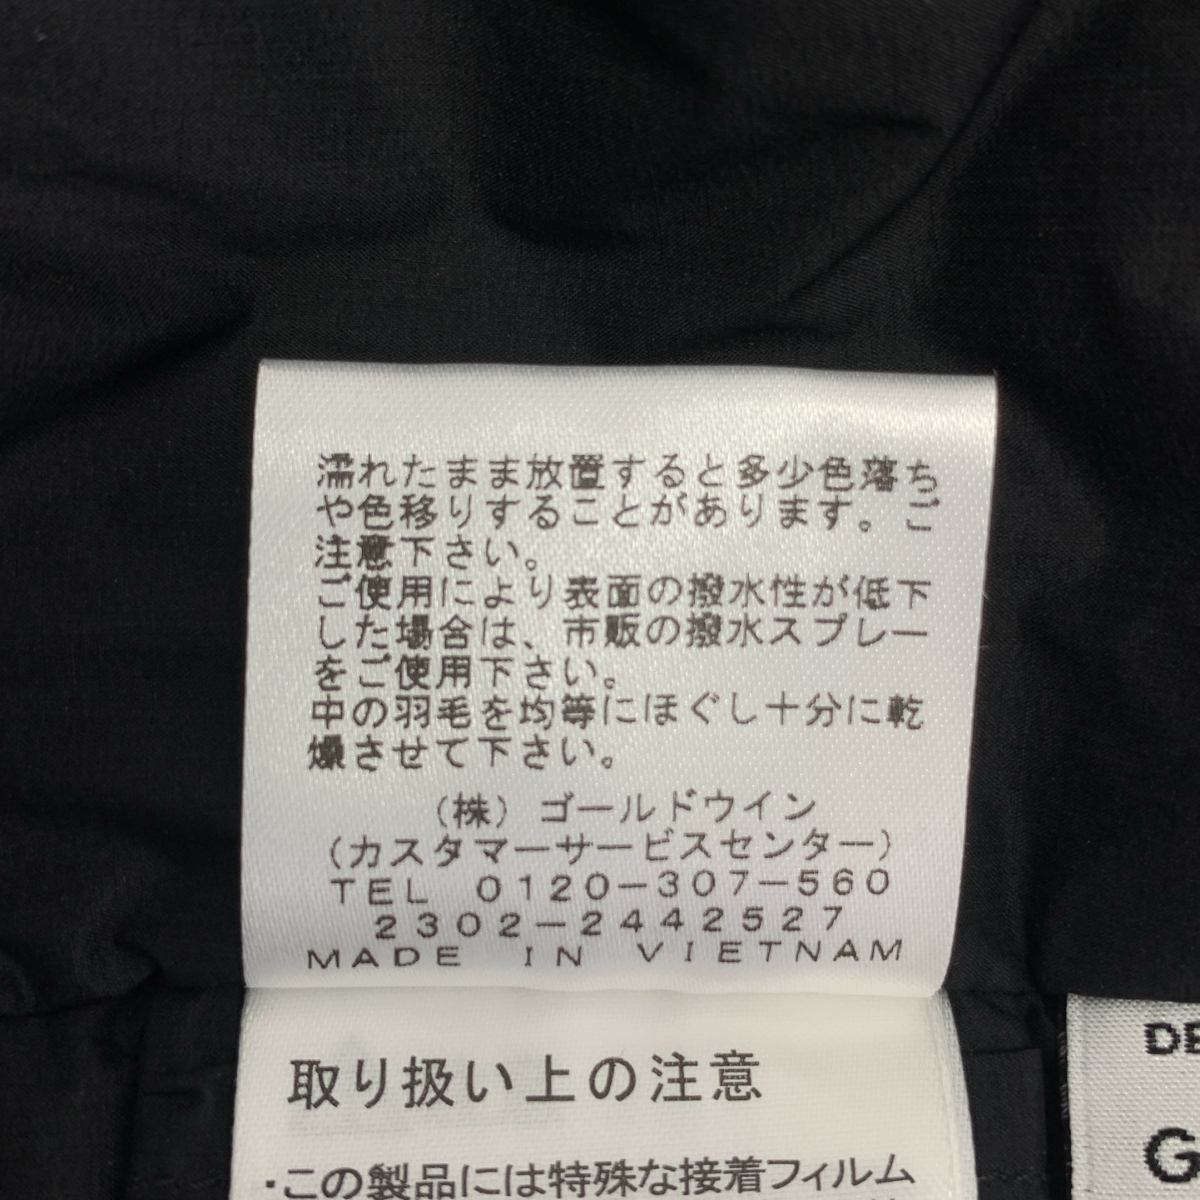 濡れたまま放置すると多少色落ち
や色移りすることがあります。ご
注意下さい。
ご使用により表面の撥水性が低下
した場合は、市販の撥水スプレー
をご使用下さい。
中の羽毛を均等にほぐし十分に乾
燥させて下さい。
(株)ゴールドウイン
(カスタマーサービスセンター)
TEL 0120-307-560
2302-2442527
MADE IN VIETNAM
取り扱い上の注意
・この製品には特殊な接着フィルム
DE
G